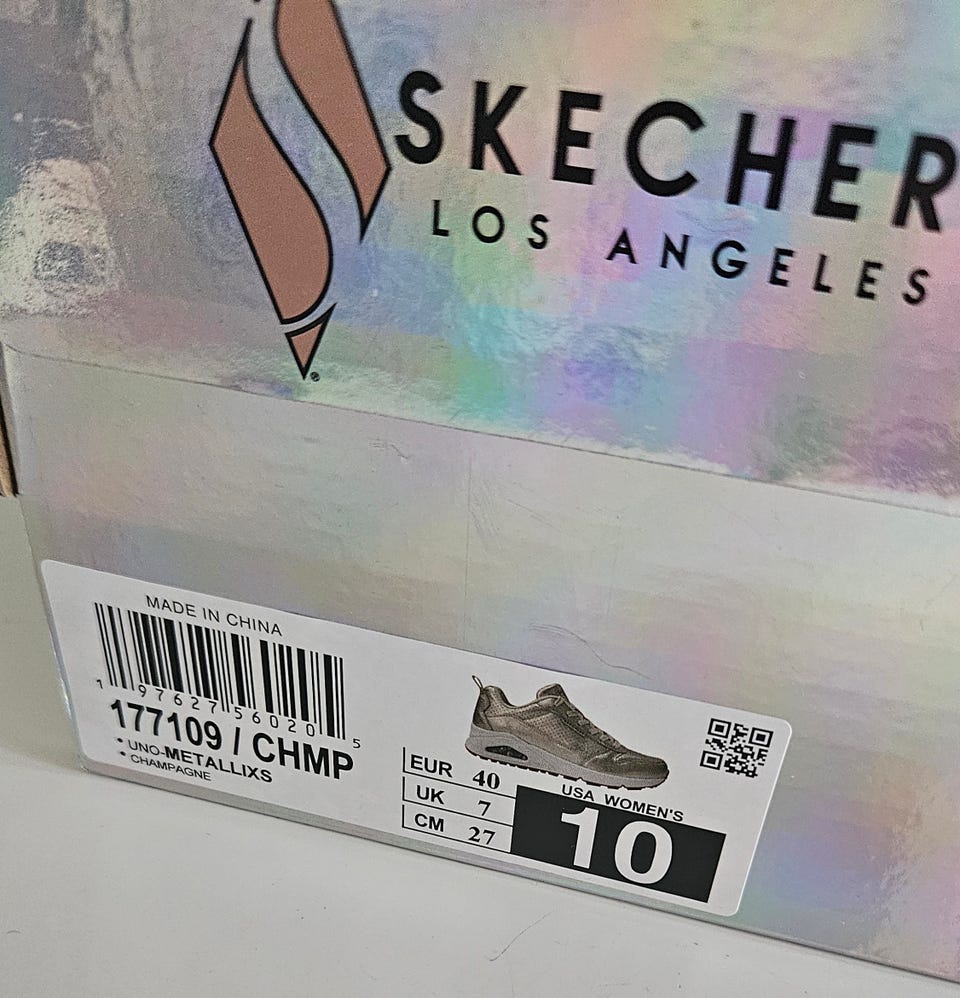 SKECHER
LOS ANGELES
®
MADE IN CHINA
1 97627 56020 5
177109 / CHMP
• UNO-METALLIXS
• CHAMPAGNE
EUR 40
UK 7
CM 27
USA WOMEN'S
10